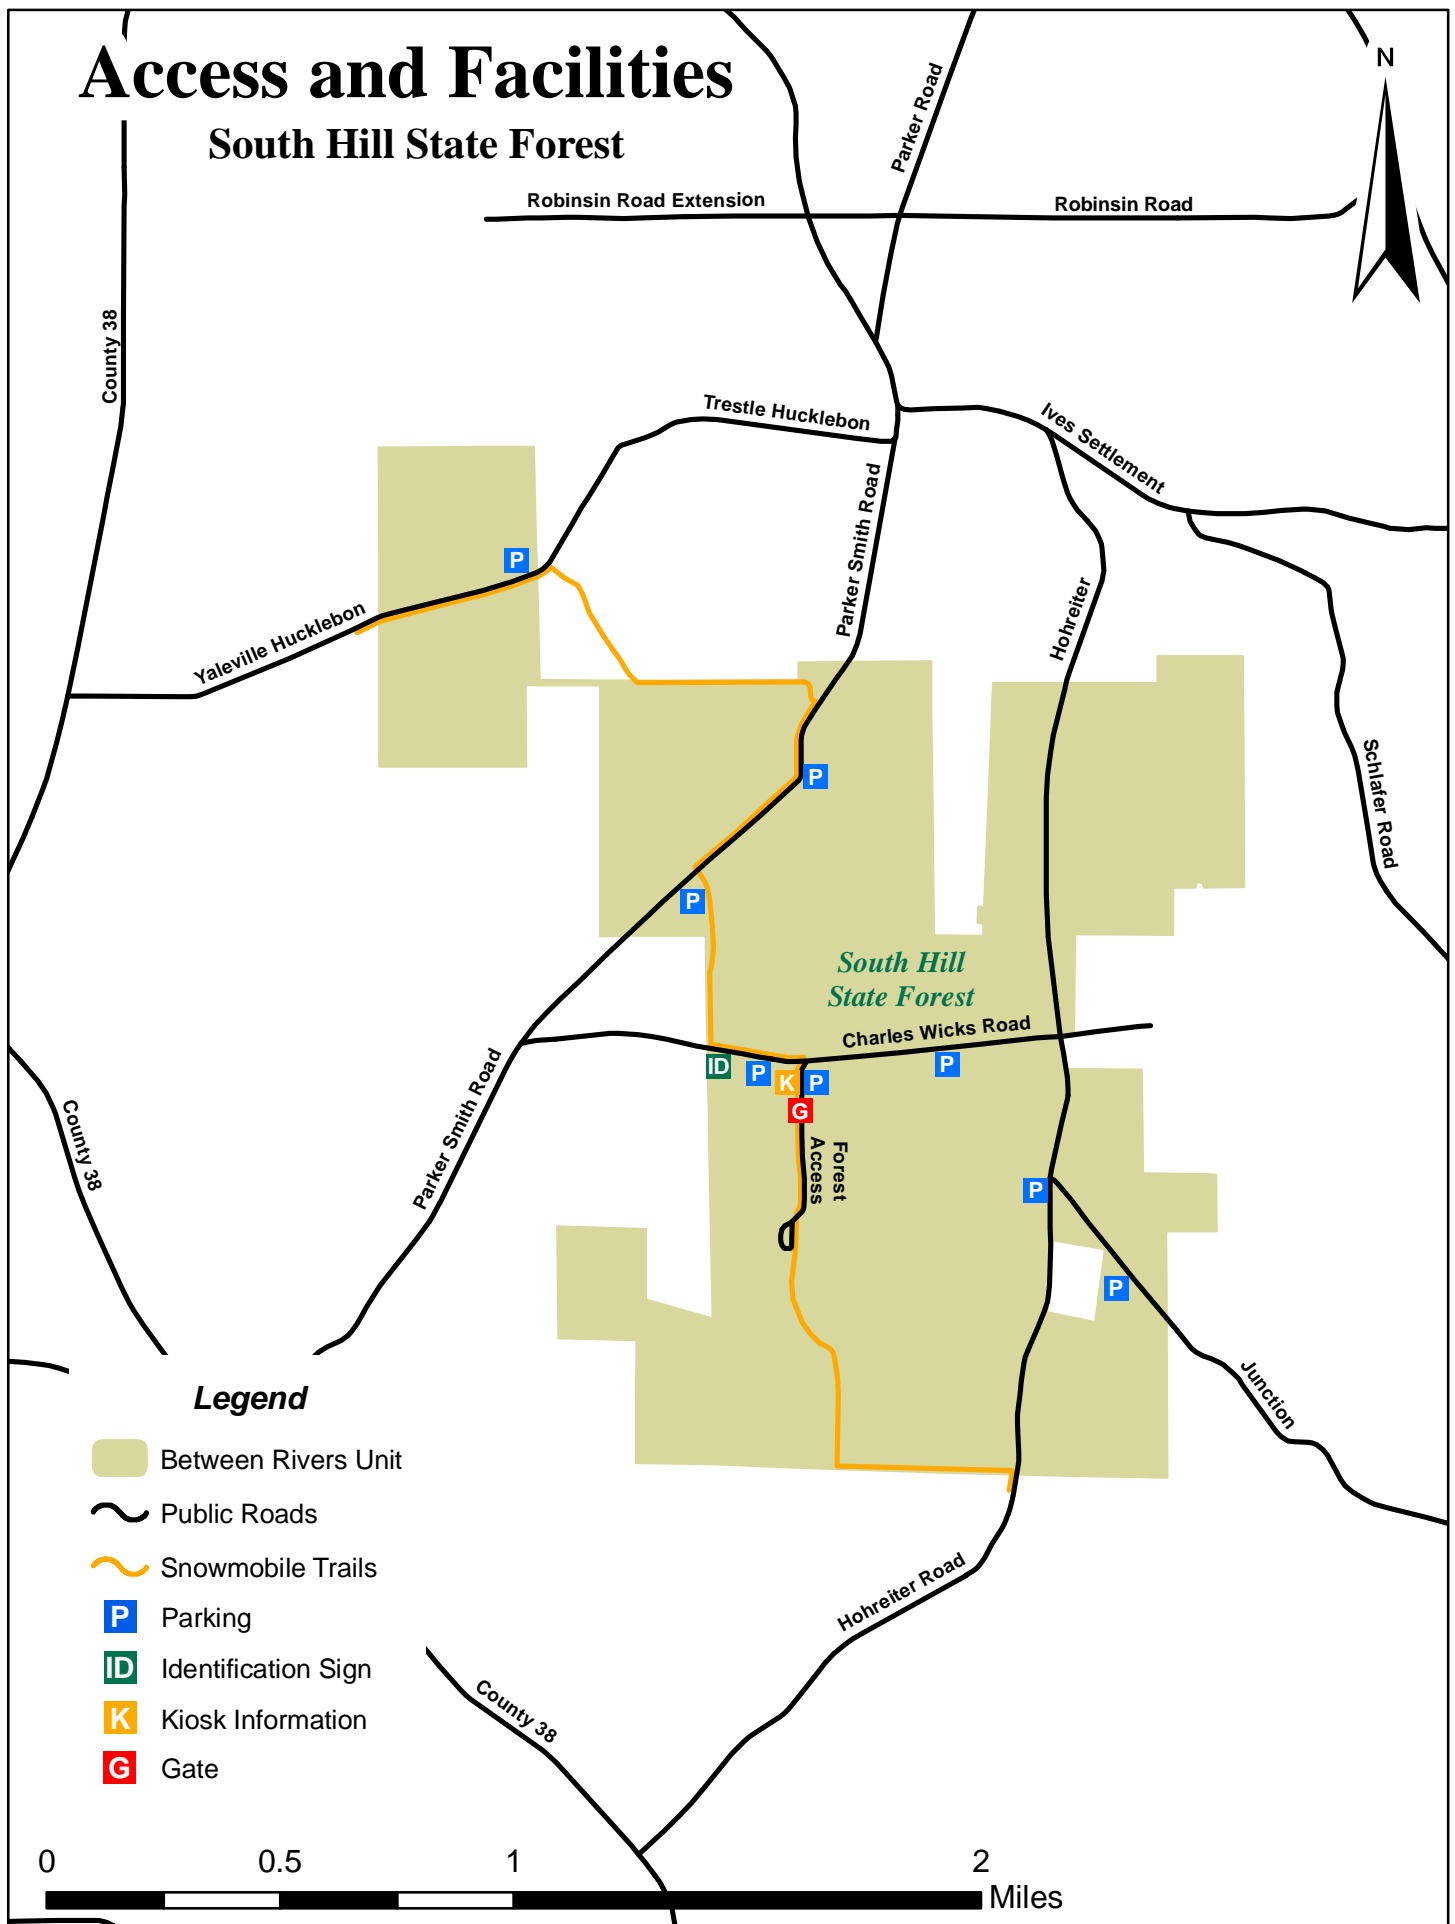 Access and Facilities
South Hill State Forest
N
Parker Road
Robinsin Road Extension
Robinsin Road
County 38
Trestle Hucklebon
Ives Settlement
Parker Smith Road
P
Hohreiter
Yaleville Hucklebon
P
Schlafer Road
P
South Hill
State Forest
Charles Wicks Road
ID
P
K
P
P
G
Forest
Access
Parker Smith Road
County 38
P
P
Junction
Legend
Between Rivers Unit
Public Roads
Snowmobile Trails
P Parking
ID Identification Sign
K Kiosk Information
G Gate
Hohreiter Road
County 38
0 0.5 1 2
Miles